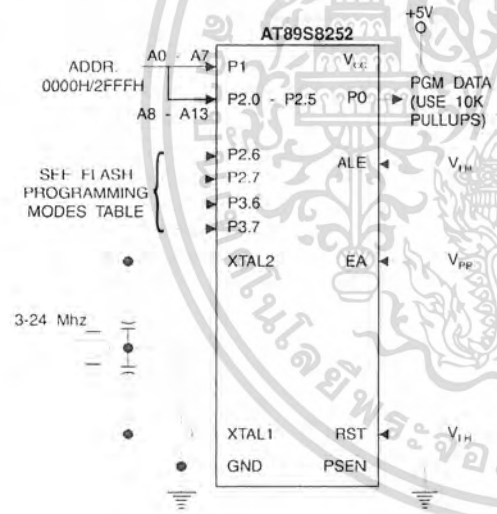 +5V
AT89S8252
A0 - A7
P1
VCC
ADDR.
0000H/2FFFH
P2.0 - P2.5
P0
PGM DATA
(USE 10K
PULLUPS)
A8 - A13
P2.6
ALE
VIH
P2.7
SEE FLASH
PROGRAMMING
MODES TABLE
P3.6
P3.7
XTAL2
EA
VPP
3-24 Mhz
XTAL1
RST
VIH
GND
PSEN